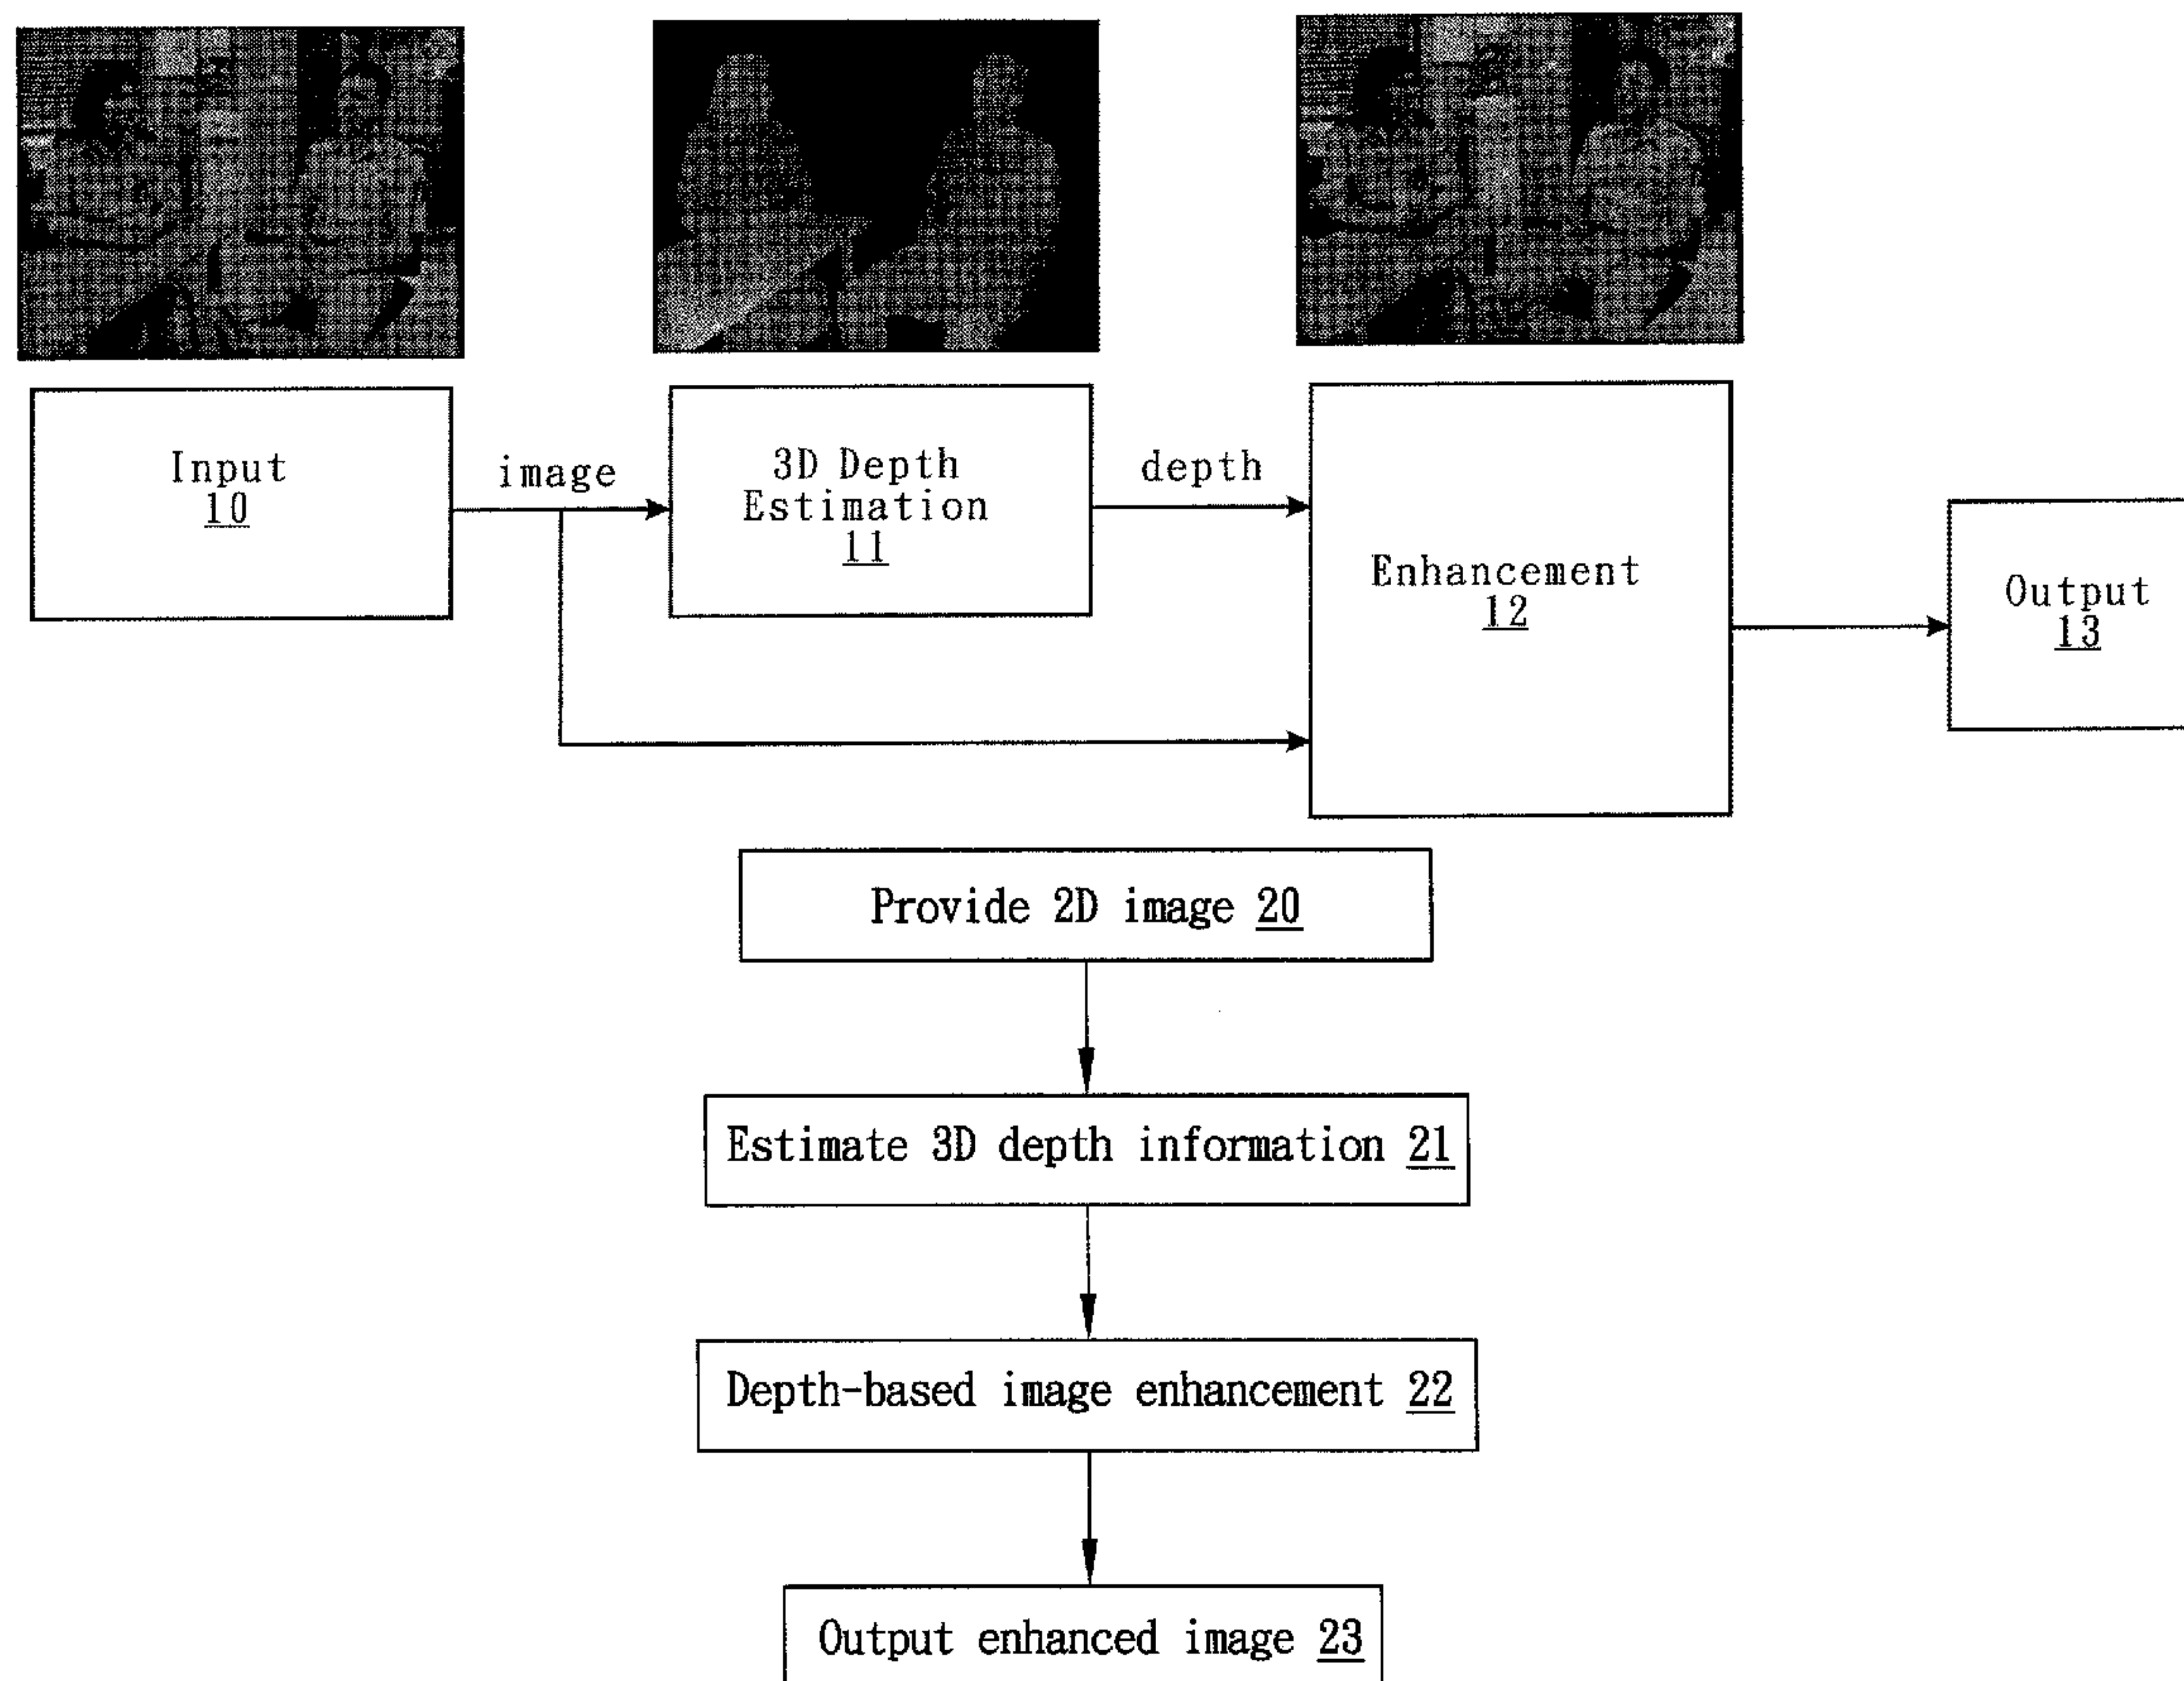 Input
10
image
3D Depth
Estimation
11
depth
Enhancement
12
Output
13
Provide 2D image 20
Estimate 3D depth information 21
Depth-based image enhancement 22
Output enhanced image 23